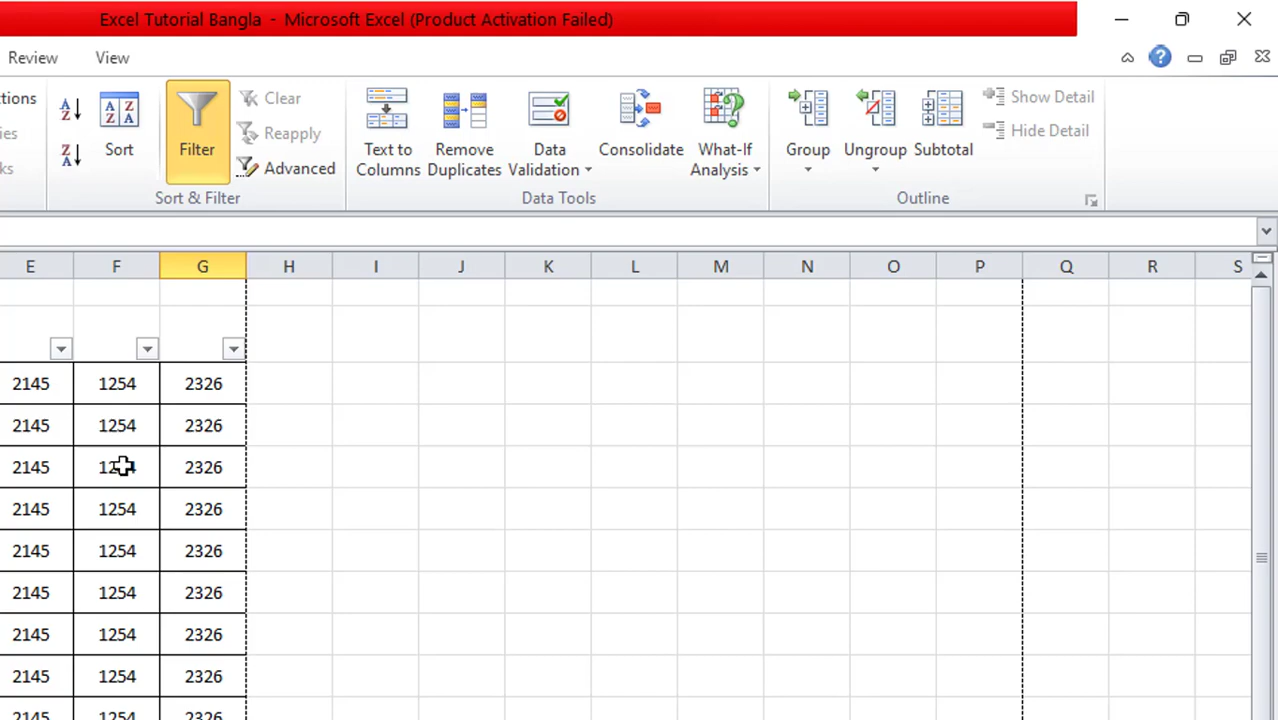 Excel Tutorial Bangla - Microsoft Excel (Product Activation Failed)
Review View
Clear
Show Detail
Reapply
Hide Detail
Sort Filter Text to Columns Remove Duplicates Data Validation Consolidate What-If Analysis Group Ungroup Subtotal
Advanced
Sort & Filter Data Tools Outline
E F G H I J K L M N O P Q R S
2145 1254 2326
2145 1254 2326
2145 2326
2145 1254 2326
2145 1254 2326
2145 1254 2326
2145 1254 2326
2145 1254 2326
2145 1254 2326